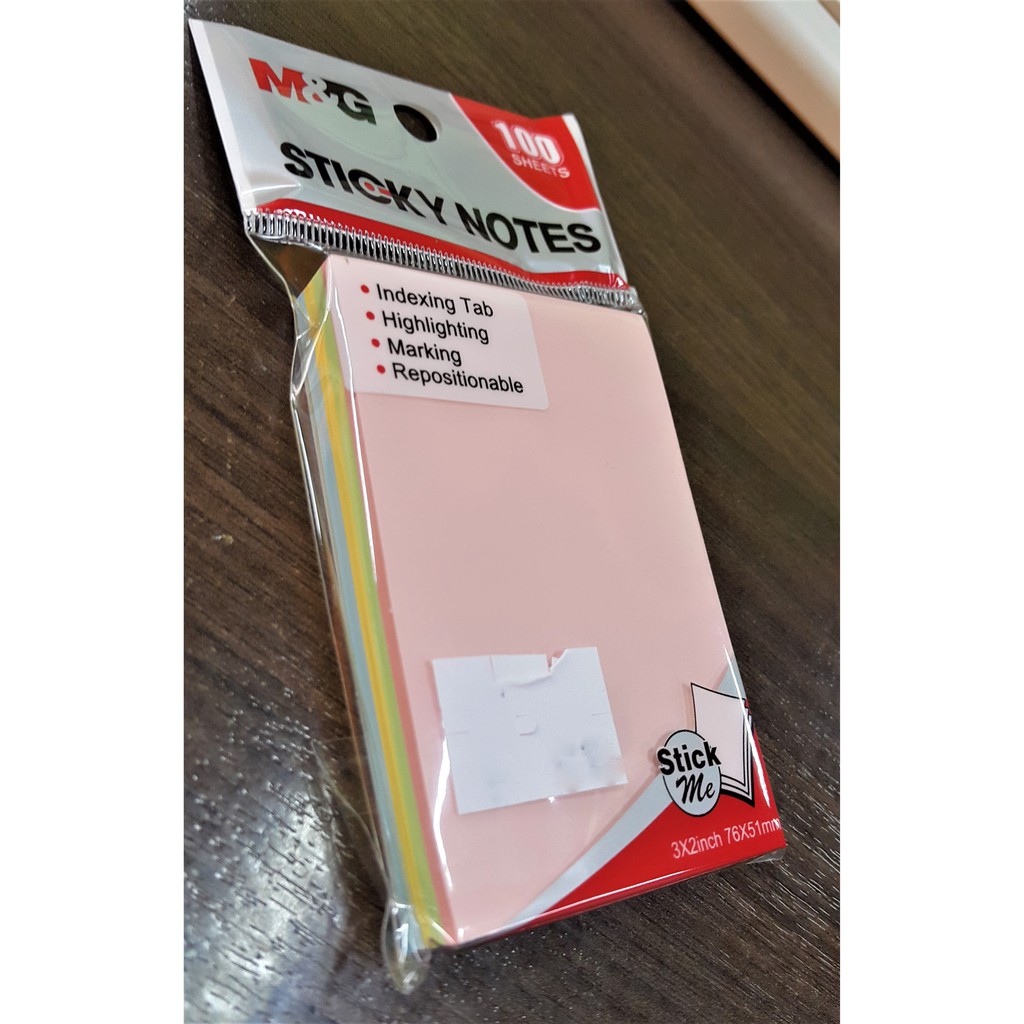 M&G
100
SHEETS
STICKY NOTES
• Indexing Tab
• Highlighting
• Marking
• Repositionable
Stick
Me
3X2inch 76X51mm